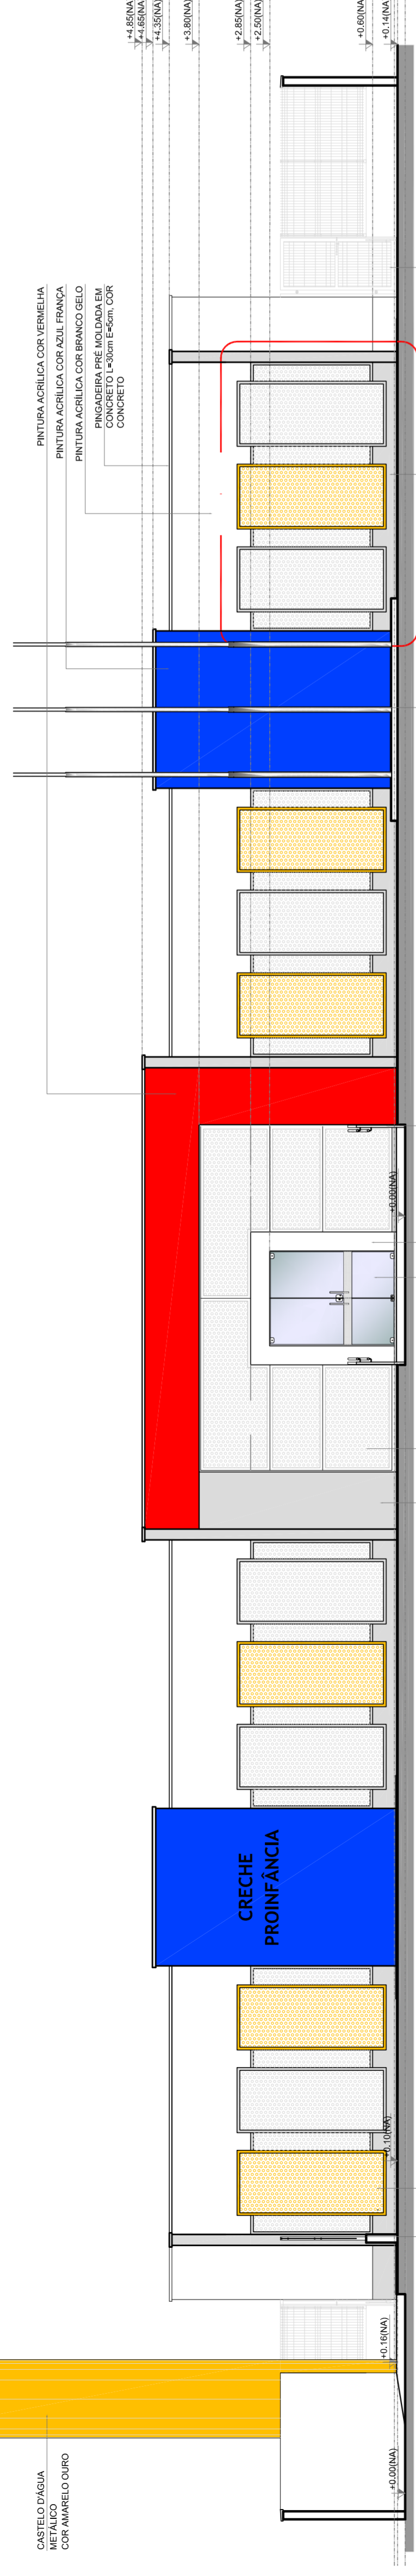 CASTELO D'ÁGUA
METÁLICO
COR AMARELO OURO
PINTURA ACRÍLICA COR VERMELHA
PINTURA ACRÍLICA COR AZUL FRANÇA
PINTURA ACRÍLICA COR BRANCO GELO
PINGADEIRA PRÉ MOLDADA EM
CONCRETO L=30cm E=5cm, COR
CONCRETO
+4.85(NA)
+4.65(NA)
+4.35(NA)
+3.80(NA)
+2.85(NA)
+2.50(NA)
+0.60(NA)
+0.14(NA)
CRECHE
PROINFÂNCIA
+0.00(NA)
+0.16(NA)
+0.10(NA)
+0.00(NA)